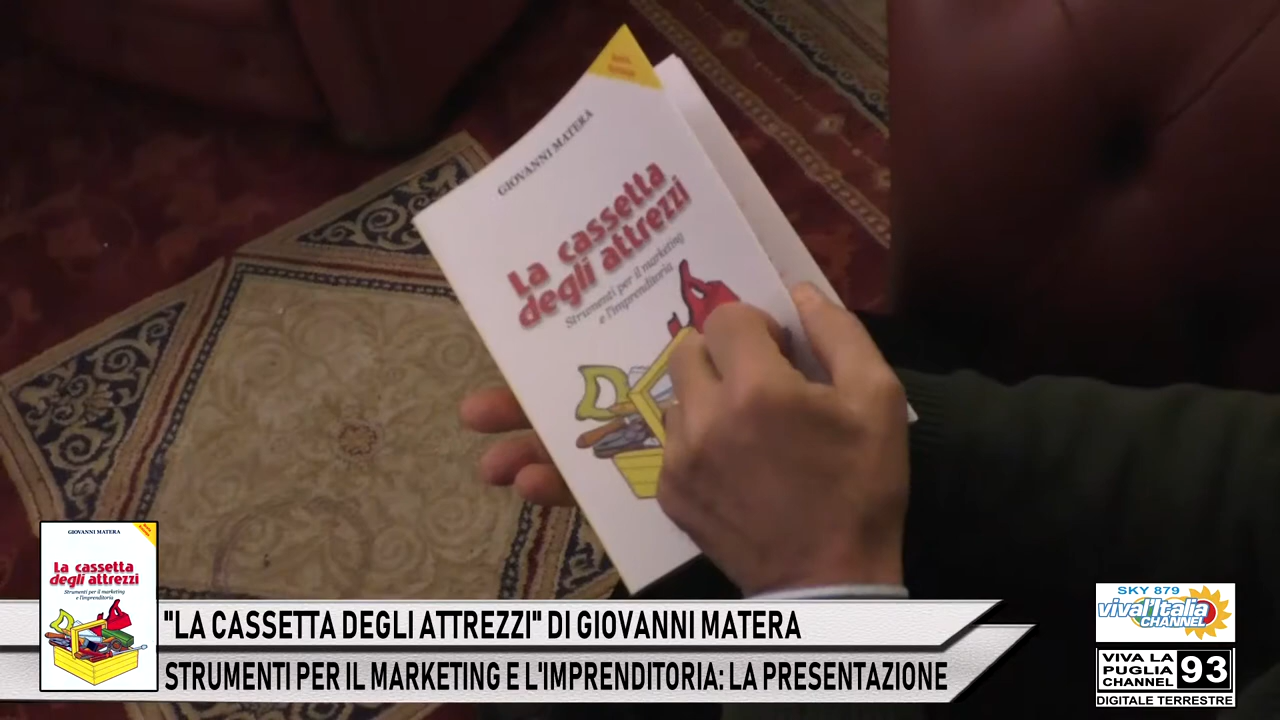 GIOVANNI MATERA
La cassetta
degli attrezzi
Strumenti per il marketing
e l'imprenditoria
GIOVANNI MATERA
La cassetta
degli attrezzi
Strumenti per il marketing
e l'imprenditoria
"LA CASSETTA DEGLI ATTREZZI" DI GIOVANNI MATERA
STRUMENTI PER IL MARKETING E L'IMPRENDITORIA: LA PRESENTAZIONE
SKY 879
vival'Italia
CHANNEL
VIVA LA
PUGLIA
CHANNEL
93
DIGITALE TERRESTRE